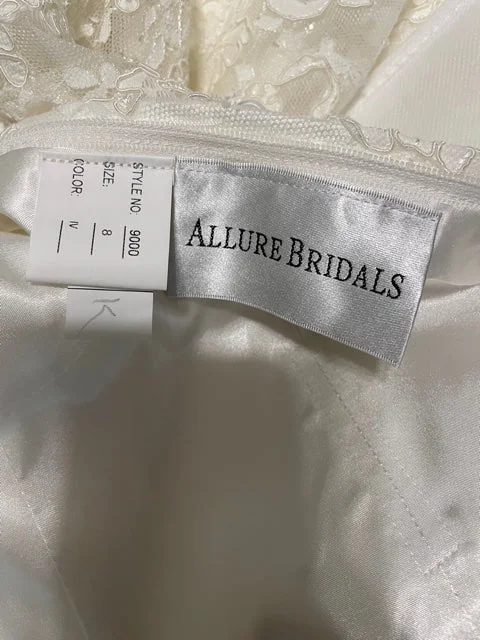 STYLE NO: 9000
SIZE: 8
COLOR: IV
ALLURE BRIDALS
K